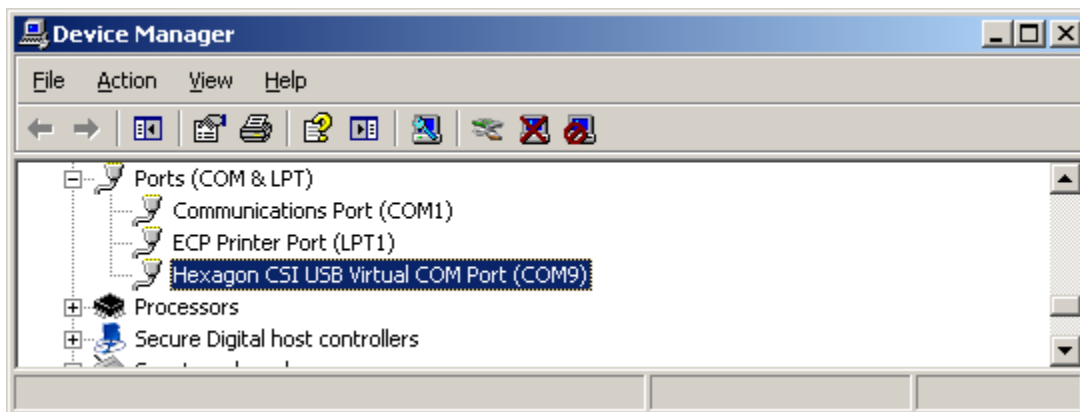 Device Manager
File Action View Help
Ports (COM & LPT)
Communications Port (COM1)
ECP Printer Port (LPT1)
Hexagon CSI USB Virtual COM Port (COM9)
Processors
Secure Digital host controllers